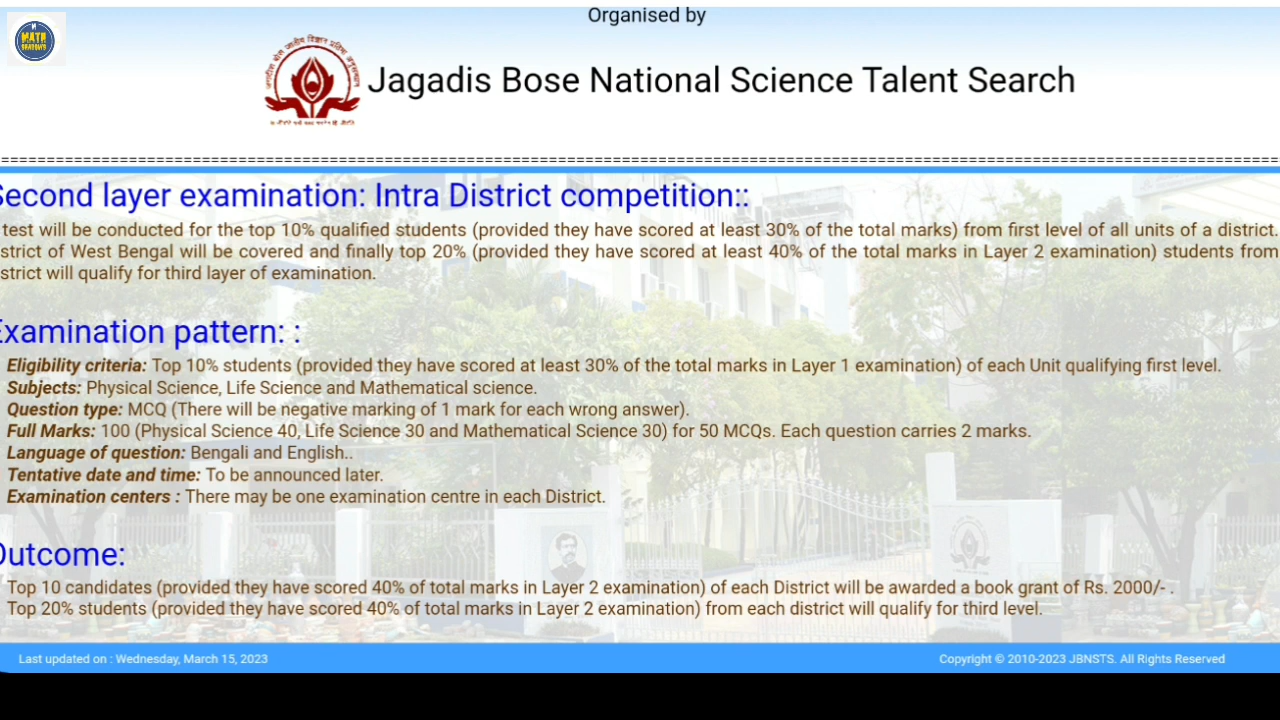 Organised by
MATH
Jagadis Bose National Science Talent Search
Second layer examination: Intra District competition::
test will be conducted for the top 10% qualified students (provided they have scored at least 30% of the total marks) from first level of all units of a district.
strict of West Bengal will be covered and finally top 20% (provided they have scored at least 40% of the total marks in Layer 2 examination) students from
strict will qualify for third layer of examination.
Examination pattern: :
Eligibility criteria: Top 10% students (provided they have scored at least 30% of the total marks in Layer 1 examination) of each Unit qualifying first level.
Subjects: Physical Science, Life Science and Mathematical science.
Question type: MCQ (There will be negative marking of 1 mark for each wrong answer).
Full Marks: 100 (Physical Science 40, Life Science 30 and Mathematical Science 30) for 50 MCQs. Each question carries 2 marks.
Language of question: Bengali and English..
Tentative date and time: To be announced later.
Examination centers : There may be one examination centre in each District.
Outcome:
Top 10 candidates (provided they have scored 40% of total marks in Layer 2 examination) of each District will be awarded a book grant of Rs. 2000/- .
Top 20% students (provided they have scored 40% of total marks in Layer 2 examination) from each district will qualify for third level.
Last updated on : Wednesday, March 15, 2023
Copyright © 2010-2023 JBNSTS. All Rights Reserved